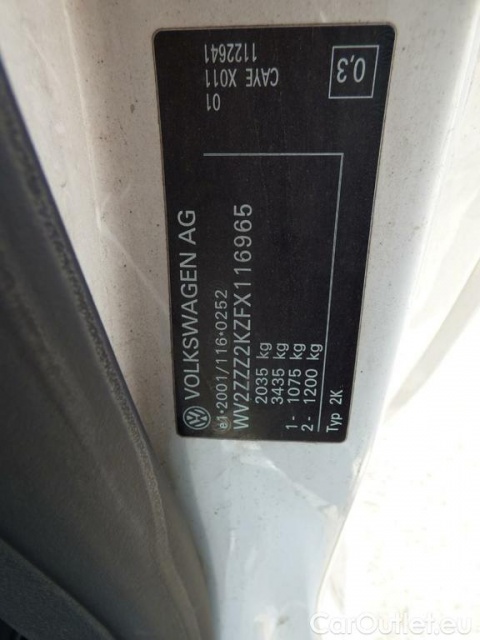 VOLKSWAGEN AG
e1*2001/116*0252
WV2ZZZ2KZFX116965
2035 kg
3435 kg
1- 1075 kg
2- 1200 kg
Typ 2K
01
CAYE X011
1122641
0,3
CarOutlet.eu